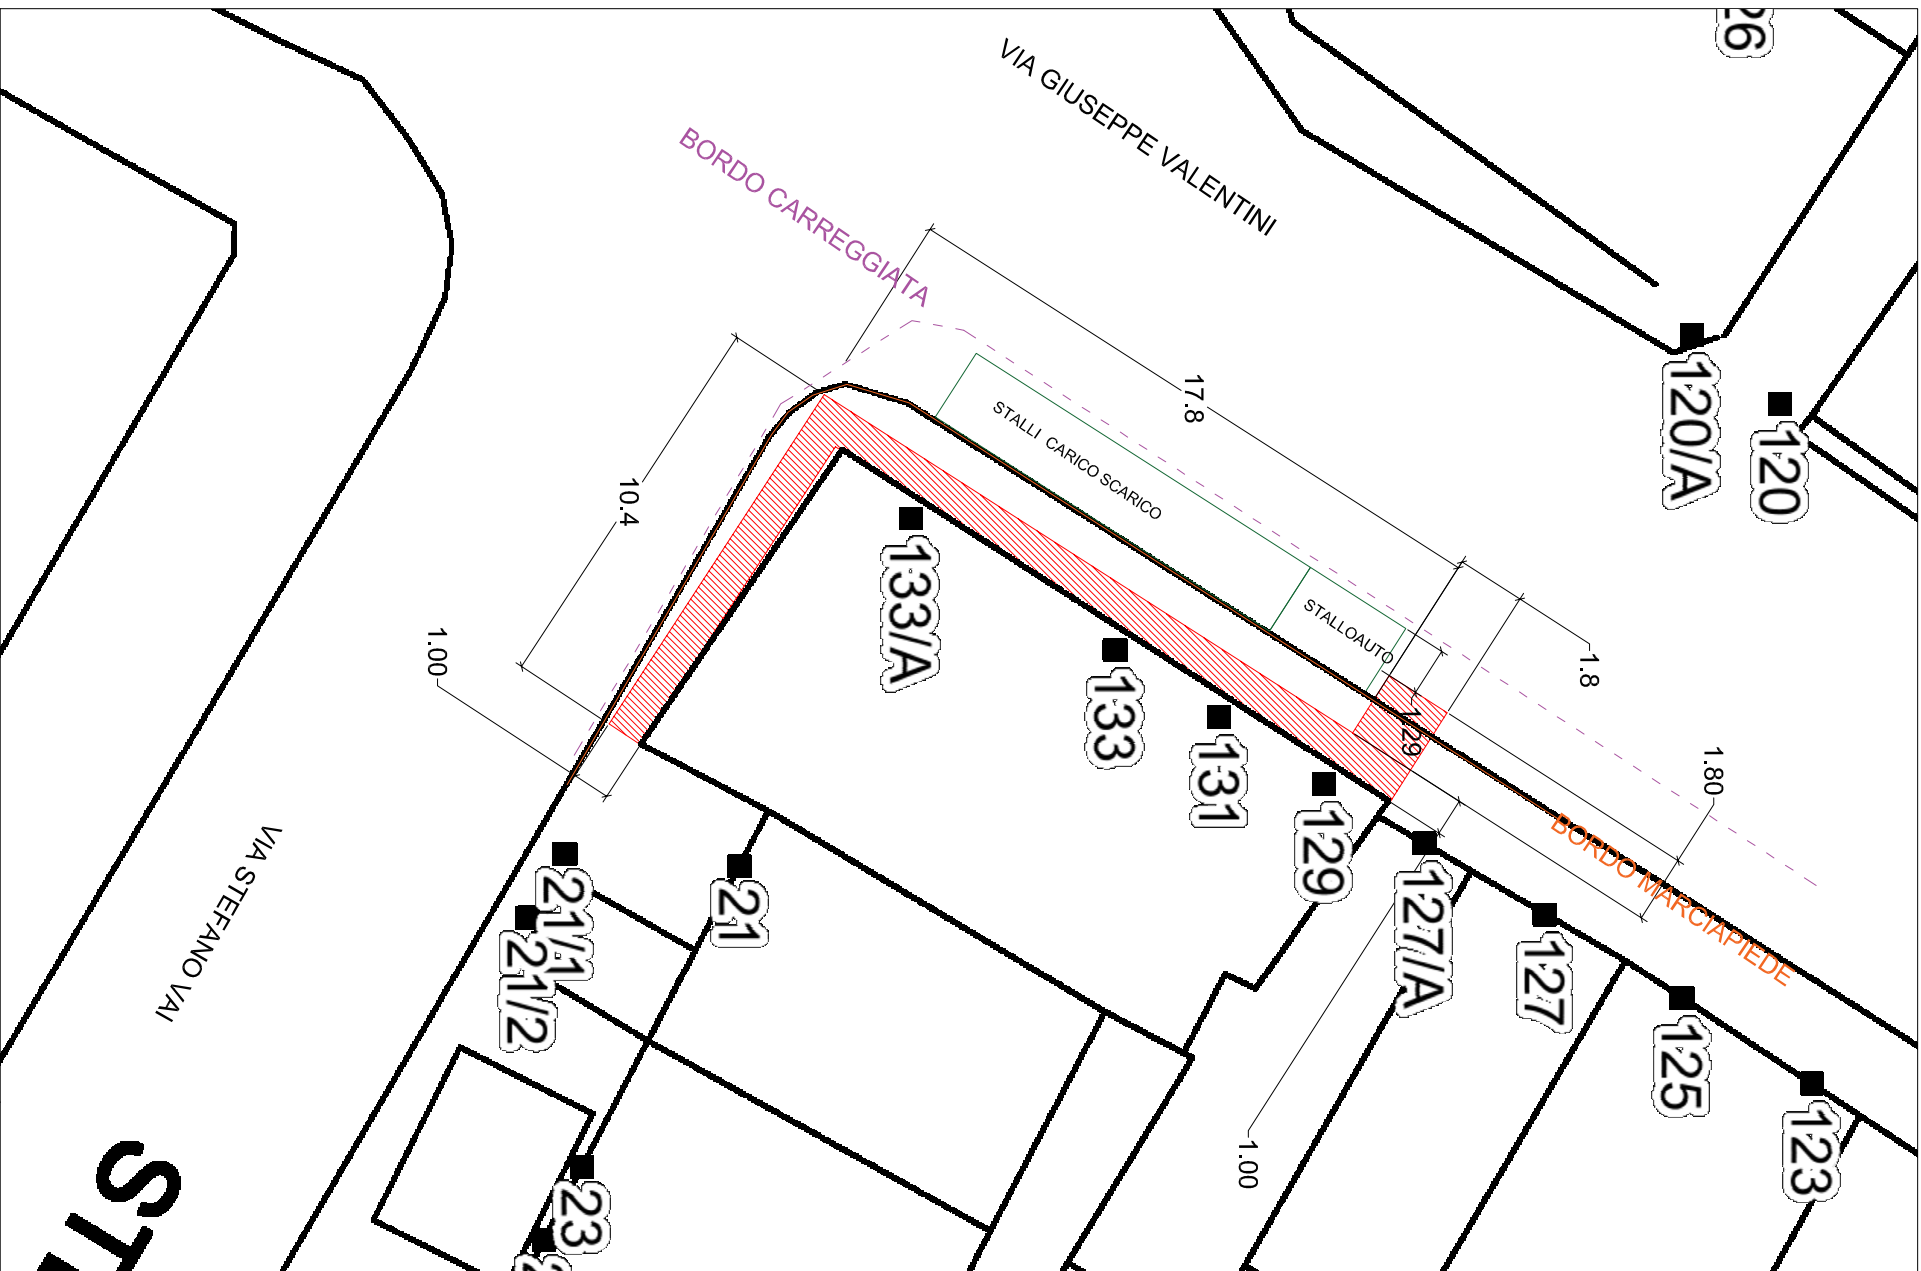 26
VIA GIUSEPPE VALENTINI
BORDO CARREGGIATA
17.8
120/A
120
STALLI CARICO SCARICO
10.4
STALLOAUTO
133/A
1.00
1.8
133
131
1.29
1.80
129
BORDO MARCIAPIEDE
127/A
127
125
123
21
21/1
21/2
VIA STEFANO VAI
1.00
23
ST